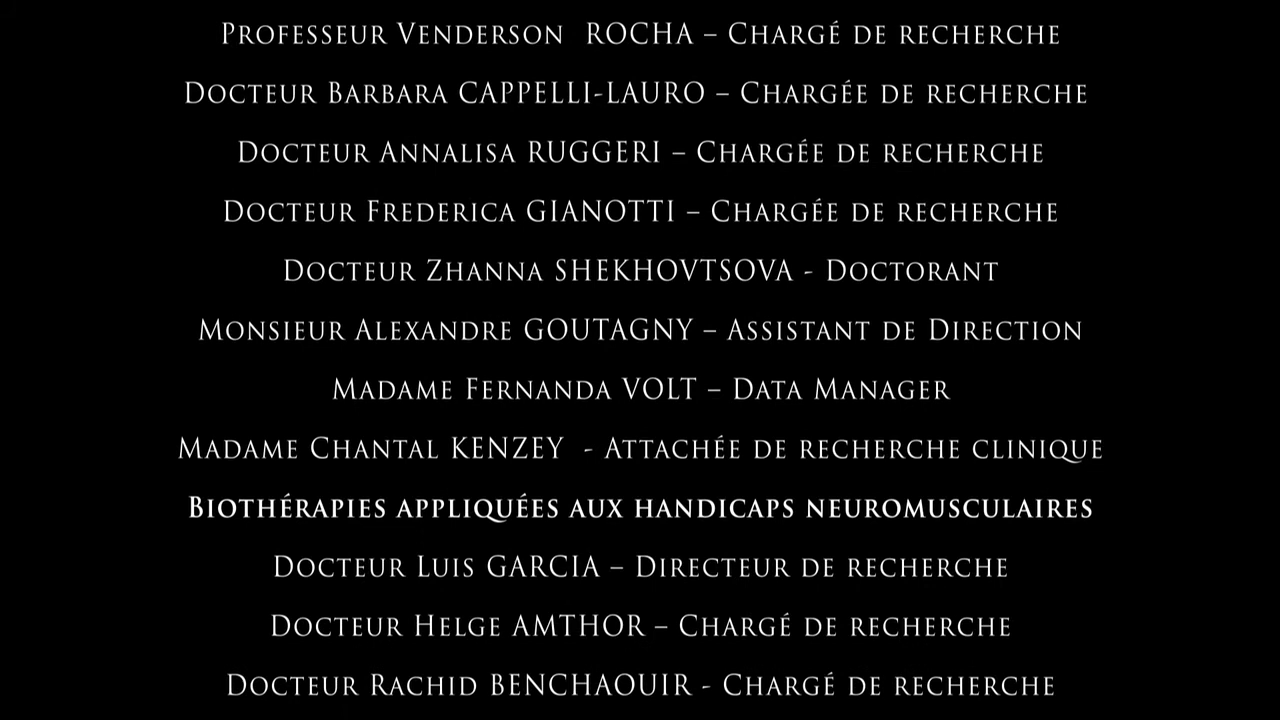 Professeur Venderson ROCHA – Chargé de recherche
Docteur Barbara CAPPELLI-LAURO – Chargée de recherche
Docteur Annalisa RUGGERI – Chargée de recherche
Docteur Frederica GIANOTTI – Chargée de recherche
Docteur Zhanna SHEKHOVTSOVA - Doctorant
Monsieur Alexandre GOUTAGNY – Assistant de Direction
Madame Fernanda VOLT – Data Manager
Madame Chantal KENZEY - Attachée de recherche clinique
Biothérapies appliquées aux handicaps neuromusculaires
Docteur Luis GARCIA – Directeur de recherche
Docteur Helge AMTHOR – Chargé de recherche
Docteur Rachid BENCHAOUIR - Chargé de recherche